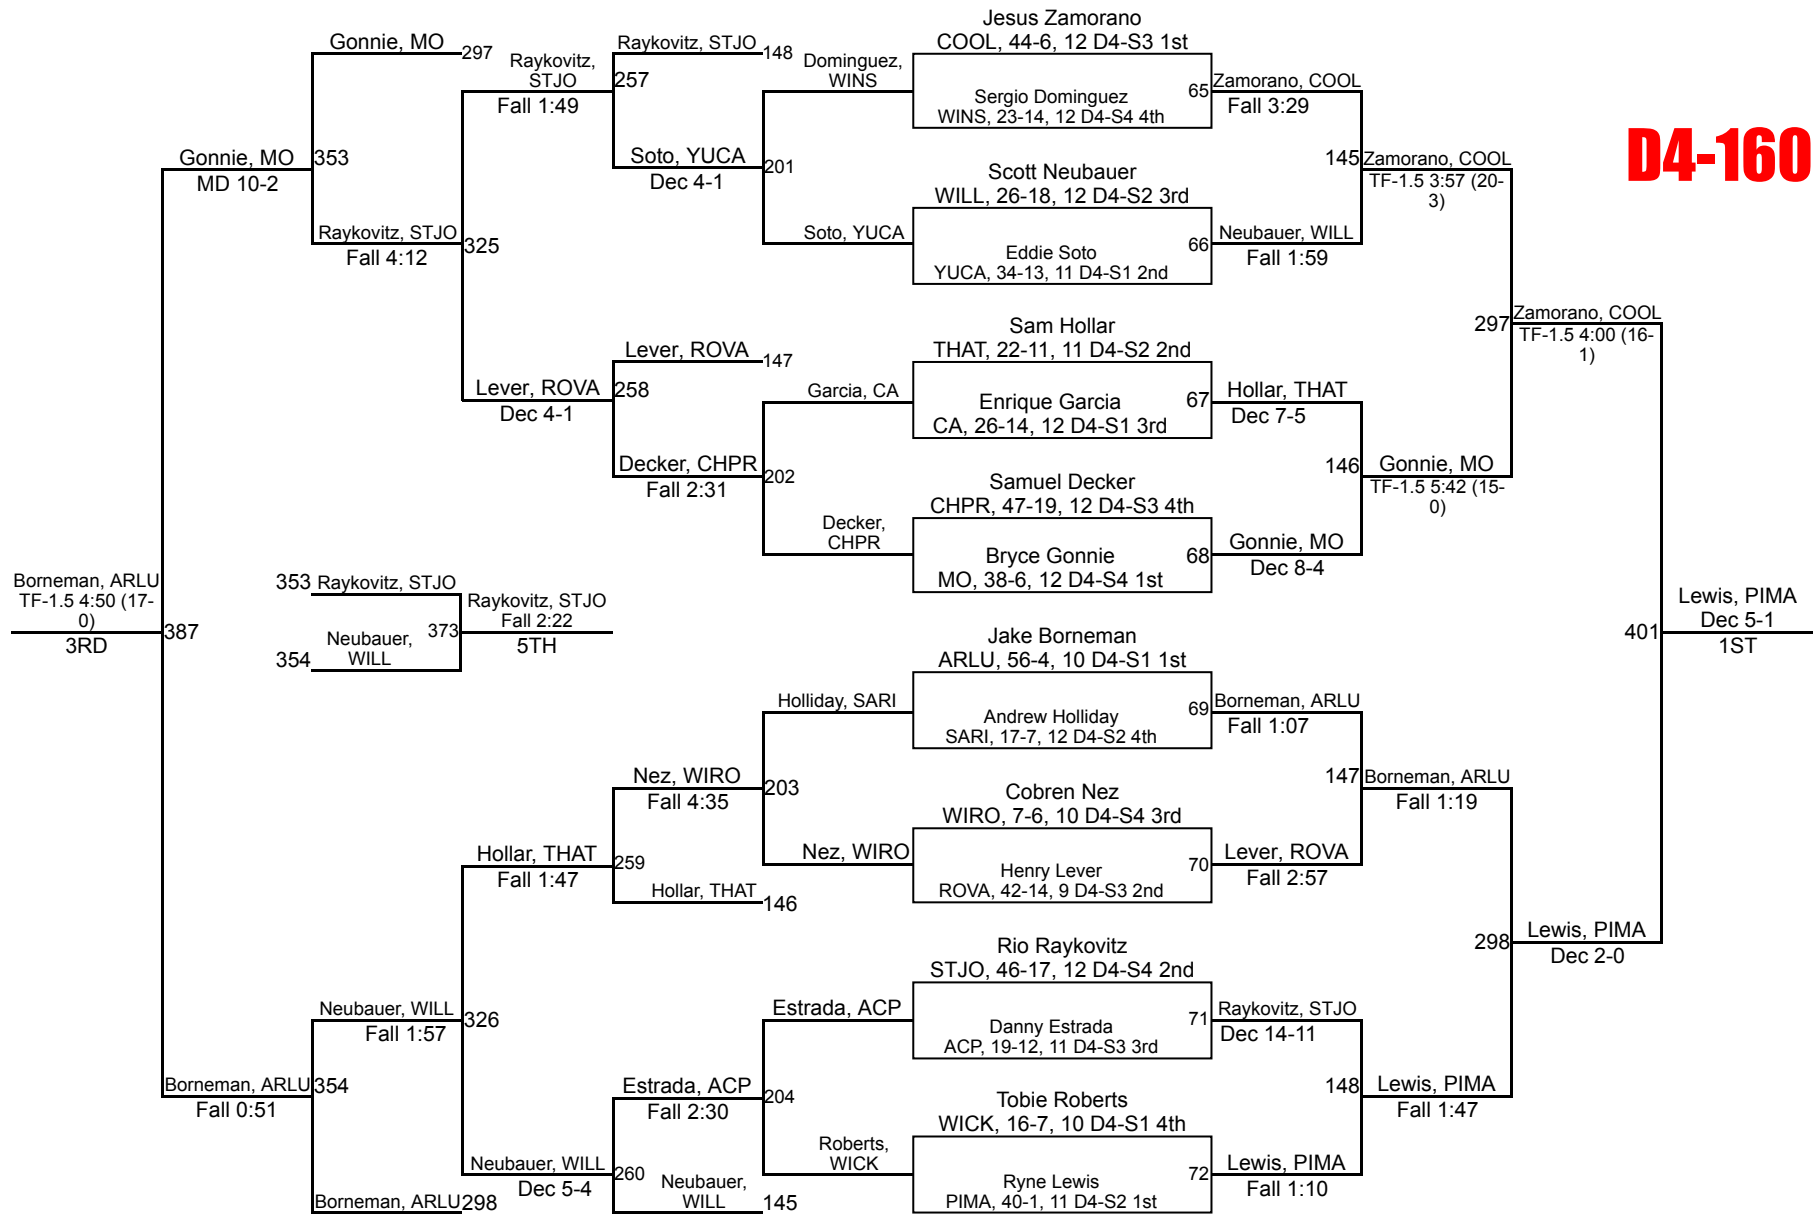 D4-160
Gonnie, MO
297
Raykovitz, STJO
Fall 1:49
257
Raykovitz, STJO
148
Soto, YUCA
Dec 4-1
201
Dominguez, WINS
Soto, YUCA
Gonnie, MO
MD 10-2
353
Raykovitz, STJO
Fall 4:12
325
Lever, ROVA
Dec 4-1
258
Lever, ROVA
147
Decker, CHPR
Fall 2:31
202
Garcia, CA
Decker, CHPR
Borneman, ARLU
TF-1.5 4:50 (17-
0)
3RD
387
353 Raykovitz, STJO
354 Neubauer, WILL
373
Raykovitz, STJO
Fall 2:22
5TH
Holliday, SARI
Nez, WIRO
Fall 4:35
203
Nez, WIRO
Hollar, THAT
Fall 1:47
259
Hollar, THAT
146
Neubauer, WILL
Fall 1:57
326
Borneman, ARLU
Fall 0:51
354
Borneman, ARLU
298
Estrada, ACP
Estrada, ACP
Fall 2:30
204
Roberts, WICK
Neubauer, WILL
Dec 5-4
260
Neubauer, WILL
145
Jesus Zamorano
COOL, 44-6, 12 D4-S3 1st
Sergio Dominguez
WINS, 23-14, 12 D4-S4 4th
65
Zamorano, COOL
Fall 3:29
Scott Neubauer
WILL, 26-18, 12 D4-S2 3rd
Eddie Soto
YUCA, 34-13, 11 D4-S1 2nd
66
Neubauer, WILL
Fall 1:59
145
Zamorano, COOL
TF-1.5 3:57 (20-
3)
Sam Hollar
THAT, 22-11, 11 D4-S2 2nd
Enrique Garcia
CA, 26-14, 12 D4-S1 3rd
67
Hollar, THAT
Dec 7-5
Samuel Decker
CHPR, 47-19, 12 D4-S3 4th
Bryce Gonnie
MO, 38-6, 12 D4-S4 1st
68
Gonnie, MO
Dec 8-4
146
Gonnie, MO
TF-1.5 5:42 (15-
0)
297
Zamorano, COOL
TF-1.5 4:00 (16-
1)
Jake Borneman
ARLU, 56-4, 10 D4-S1 1st
Andrew Holliday
SARI, 17-7, 12 D4-S2 4th
69
Borneman, ARLU
Fall 1:07
Cobren Nez
WIRO, 7-6, 10 D4-S4 3rd
Henry Lever
ROVA, 42-14, 9 D4-S3 2nd
70
Lever, ROVA
Fall 2:57
147
Borneman, ARLU
Fall 1:19
Rio Raykovitz
STJO, 46-17, 12 D4-S4 2nd
Danny Estrada
ACP, 19-12, 11 D4-S3 3rd
71
Raykovitz, STJO
Dec 14-11
Tobie Roberts
WICK, 16-7, 10 D4-S1 4th
Ryne Lewis
PIMA, 40-1, 11 D4-S2 1st
72
Lewis, PIMA
Fall 1:10
148
Lewis, PIMA
Fall 1:47
298
Lewis, PIMA
Dec 2-0
401
Lewis, PIMA
Dec 5-1
1ST